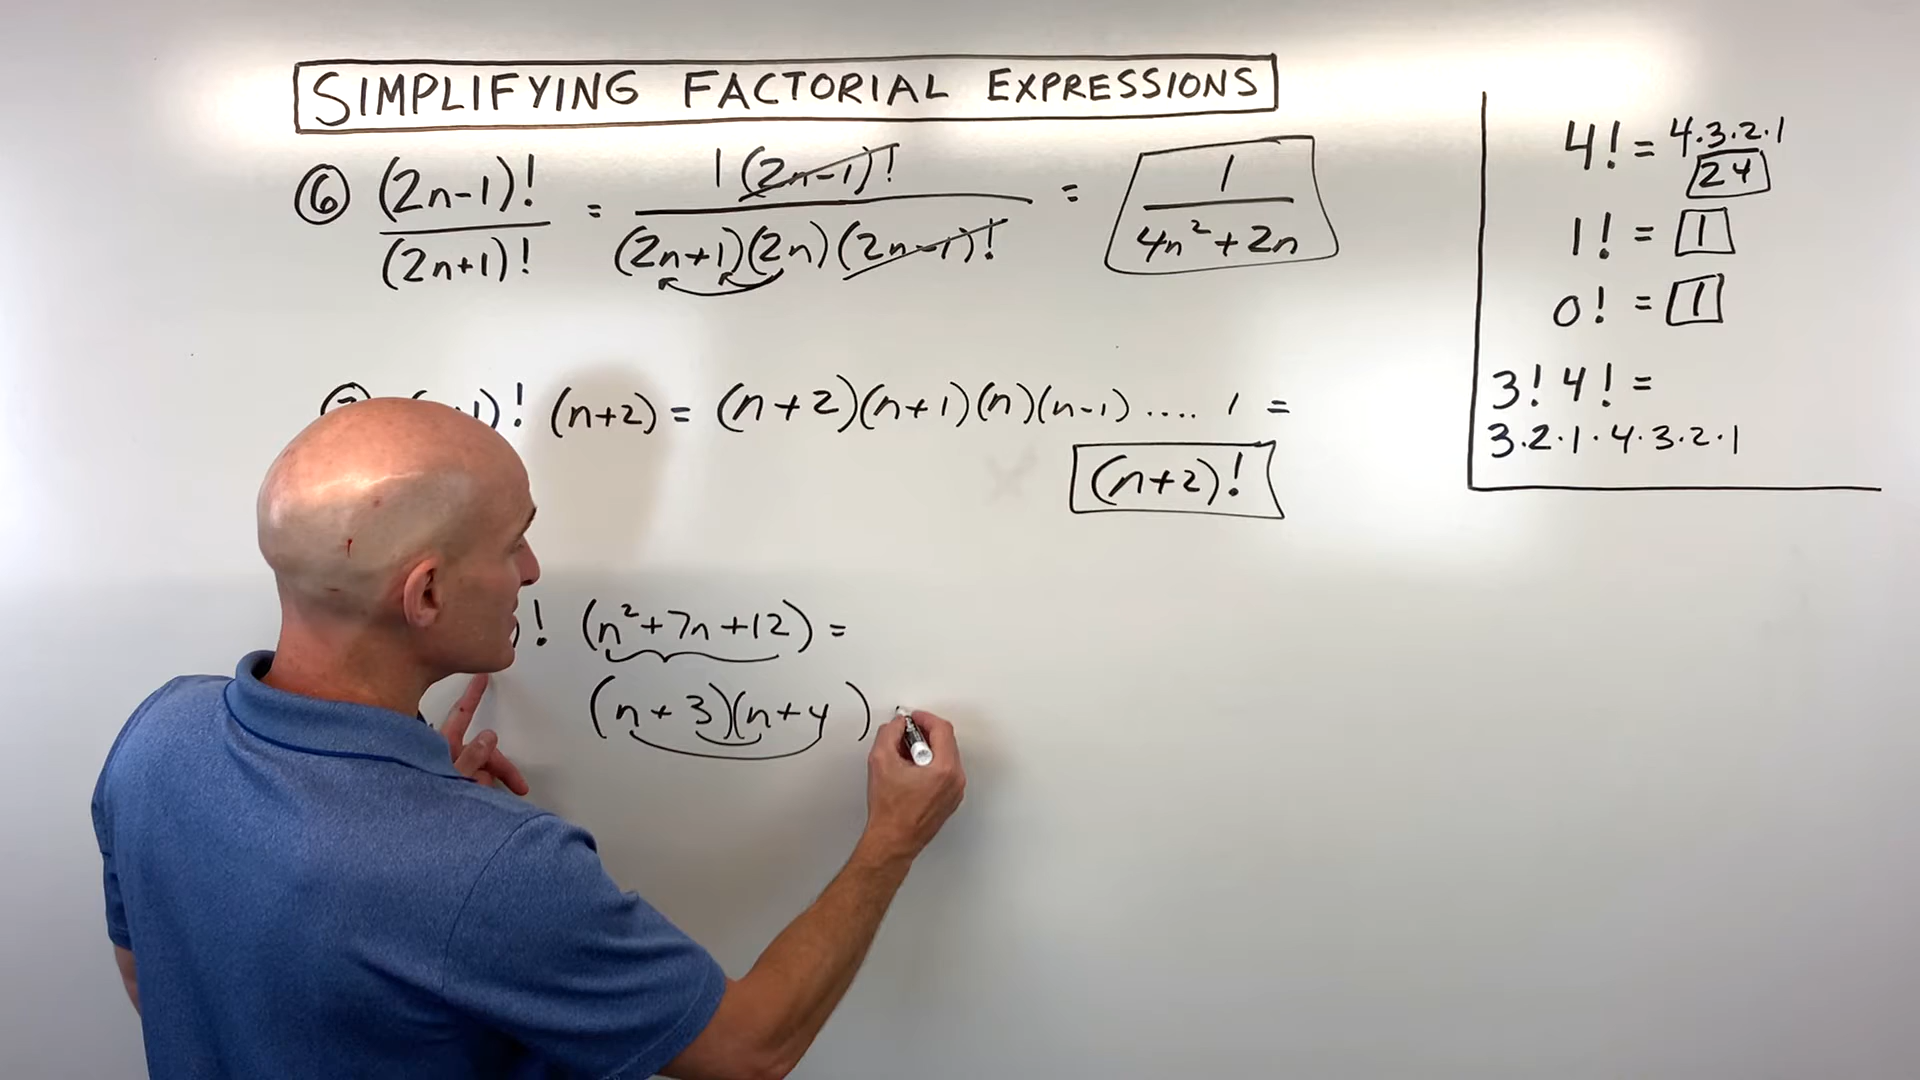 SIMPLIFYING FACTORIAL EXPRESSIONS
⑥ (2n-1)! / (2n+1)! = 1(2n-1)! / (2n+1)(2n)(2n-1)! = 1 / 4n²+2n
)! (n+2) = (n+2)(n+1)(n)(n-1) .... 1 =
(n+2)!
)! (n²+7n+12) =
(n+3)(n+4)
4! = 4.3.2.1
24
1! = 1
0! = 1
3! 4! =
3.2.1.4.3.2.1